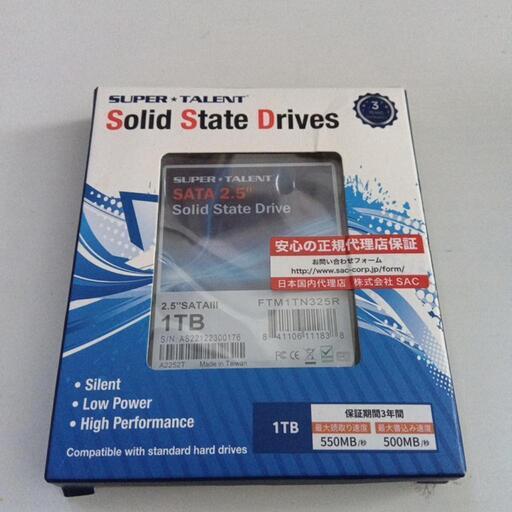 SUPER★TALENT
Solid State Drives
3
SUPER★TALENT
SATA 2.5"
Solid State Drive
安心の正規代理店保証
お問い合わせフォーム
http://www.sac-corp.jp/form/
日本国内代理店 株式会社 SAC
2.5"SATAIII
FTM1TN325R
1TB
S/N: AS22122300176
8 41106 11183 8
A2252T
Made in Taiwan
• Silent
• Low Power
• High Performance
Compatible with standard hard drives
1TB
保証期間3年間
最大読取り速度
最大書込み速度
550MB/秒
500MB/秒